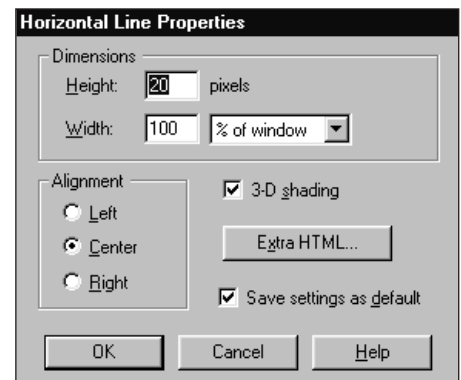 Horizontal Line Properties
Dimensions
Height: 20 pixels
Width: 100 % of window
Alignment
Left
3-D shading
Center
Extra HTML...
Right
Save settings as default
OK Cancel Help